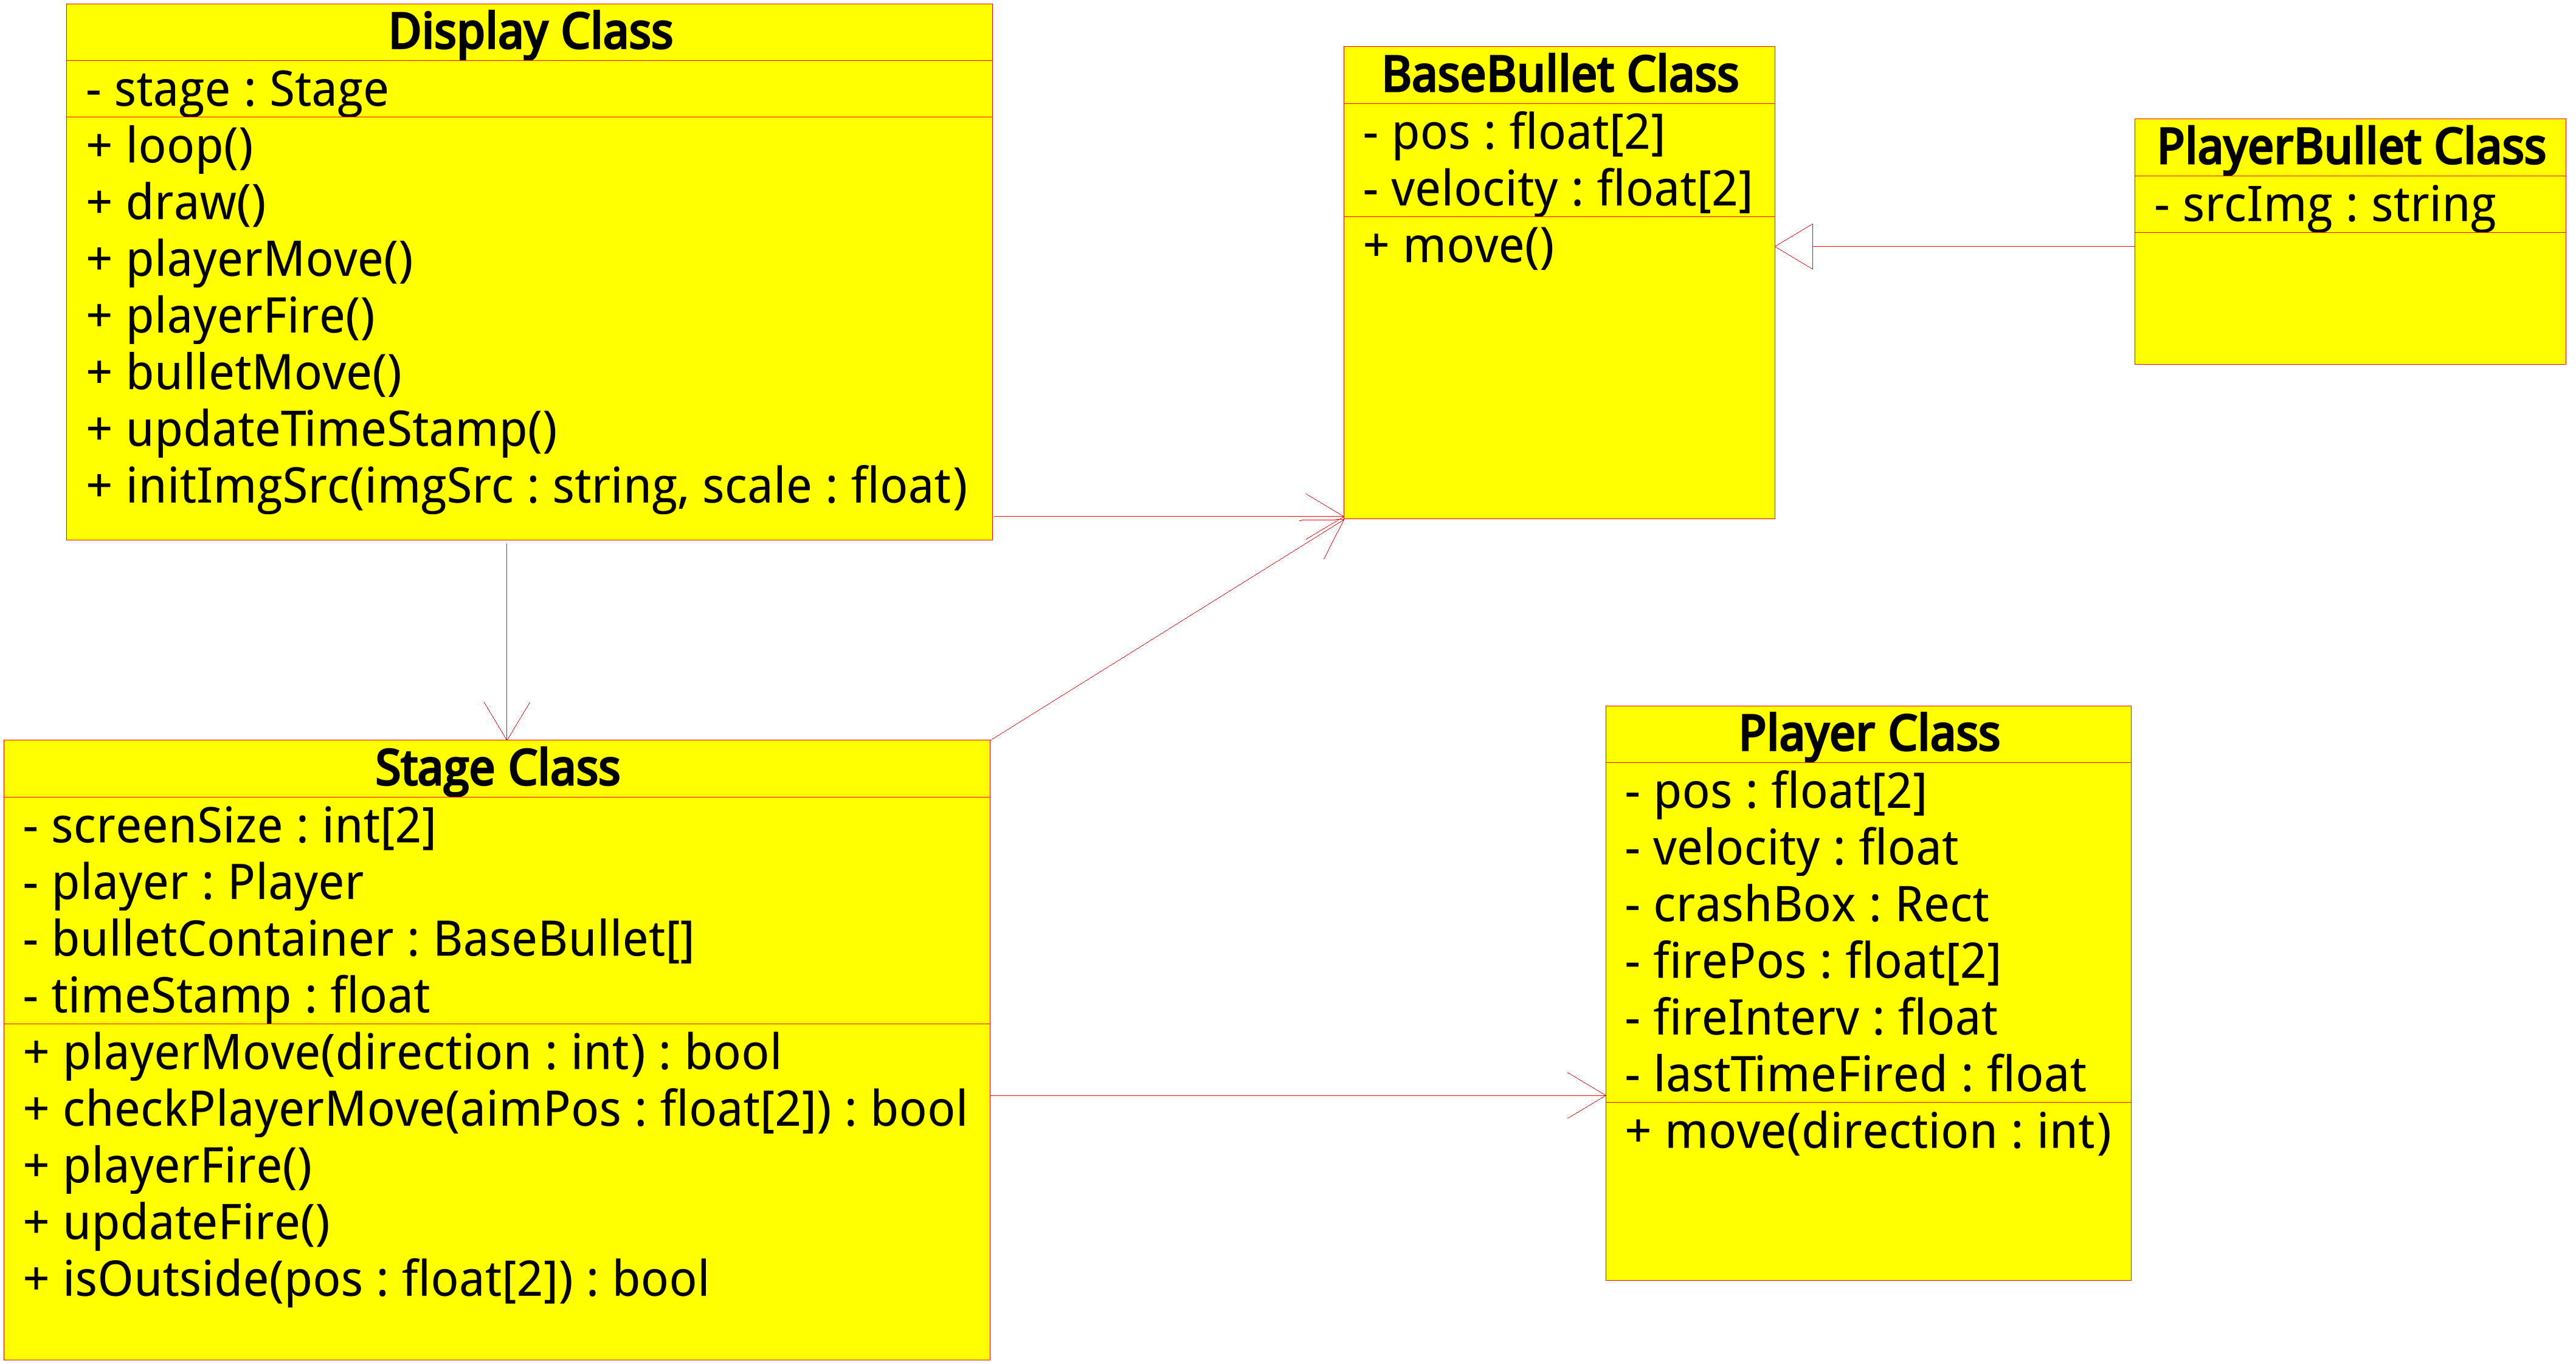 Display Class
- stage : Stage
+ loop()
+ draw()
+ playerMove()
+ playerFire()
+ bulletMove()
+ updateTimeStamp()
+ initImgSrc(imgSrc : string, scale : float)
BaseBullet Class
- pos : float[2]
- velocity : float[2]
+ move()
PlayerBullet Class
- srcImg : string
Stage Class
- screenSize : int[2]
- player : Player
- bulletContainer : BaseBullet[]
- timeStamp : float
+ playerMove(direction : int) : bool
+ checkPlayerMove(aimPos : float[2]) : bool
+ playerFire()
+ updateFire()
+ isOutside(pos : float[2]) : bool
Player Class
- pos : float[2]
- velocity : float
- crashBox : Rect
- firePos : float[2]
- fireInterv : float
- lastTimeFired : float
+ move(direction : int)